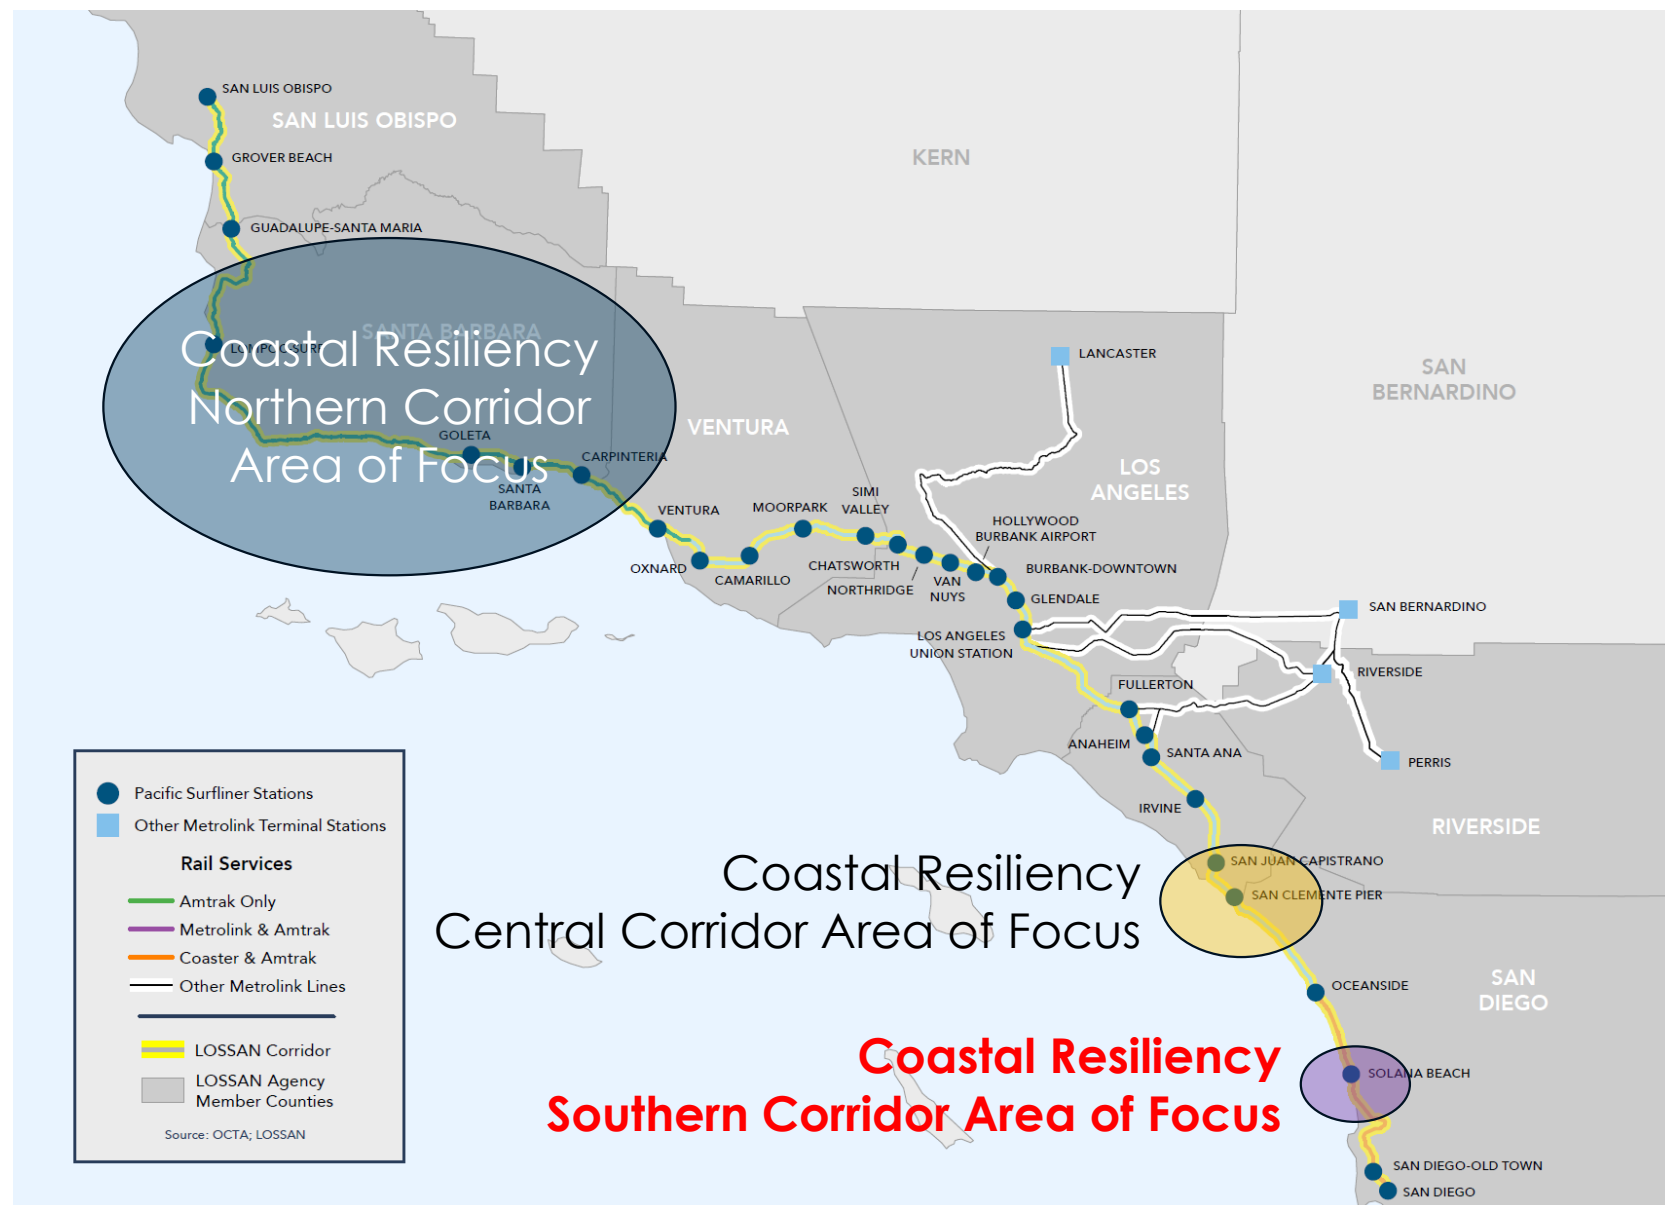 SAN LUIS OBISPO
SAN LUIS OBISPO
GROVER BEACH
GUADALUPE-SANTA MARIA
KERN
SANTA BARBARA
LOMPOC-SURF
Coastal Resiliency
Northern Corridor
Area of Focus
GOLETA
SANTA
BARBARA
CARPINTERIA
VENTURA
VENTURA
OXNARD
CAMARILLO
MOORPARK
SIMI
VALLEY
CHATSWORTH
NORTHRIDGE
VAN
NUYS
HOLLYWOOD
BURBANK AIRPORT
BURBANK-DOWNTOWN
GLENDALE
LOS ANGELES
UNION STATION
LANCASTER
LOS
ANGELES
SAN
BERNARDINO
SAN BERNARDINO
RIVERSIDE
PERRIS
RIVERSIDE
FULLERTON
ANAHEIM
SANTA ANA
IRVINE
SAN JUAN CAPISTRANO
SAN CLEMENTE PIER
Coastal Resiliency
Central Corridor Area of Focus
OCEANSIDE
SAN
DIEGO
Coastal Resiliency
Southern Corridor Area of Focus
SOLANA BEACH
SAN DIEGO-OLD TOWN
SAN DIEGO
Pacific Surfliner Stations
Other Metrolink Terminal Stations
Rail Services
Amtrak Only
Metrolink & Amtrak
Coaster & Amtrak
Other Metrolink Lines
LOSSAN Corridor
LOSSAN Agency
Member Counties
Source: OCTA; LOSSAN